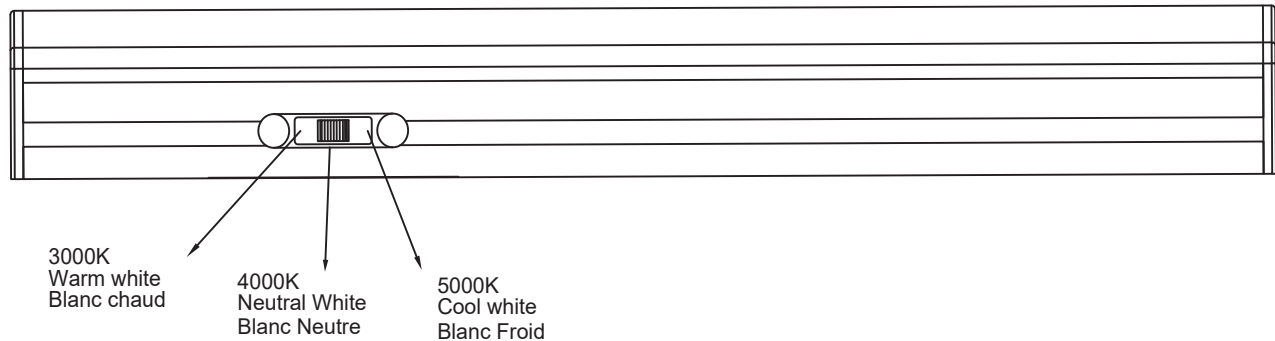 3000K
Warm white
Blanc chaud
4000K
Neutral White
Blanc Neutre
5000K
Cool white
Blanc Froid